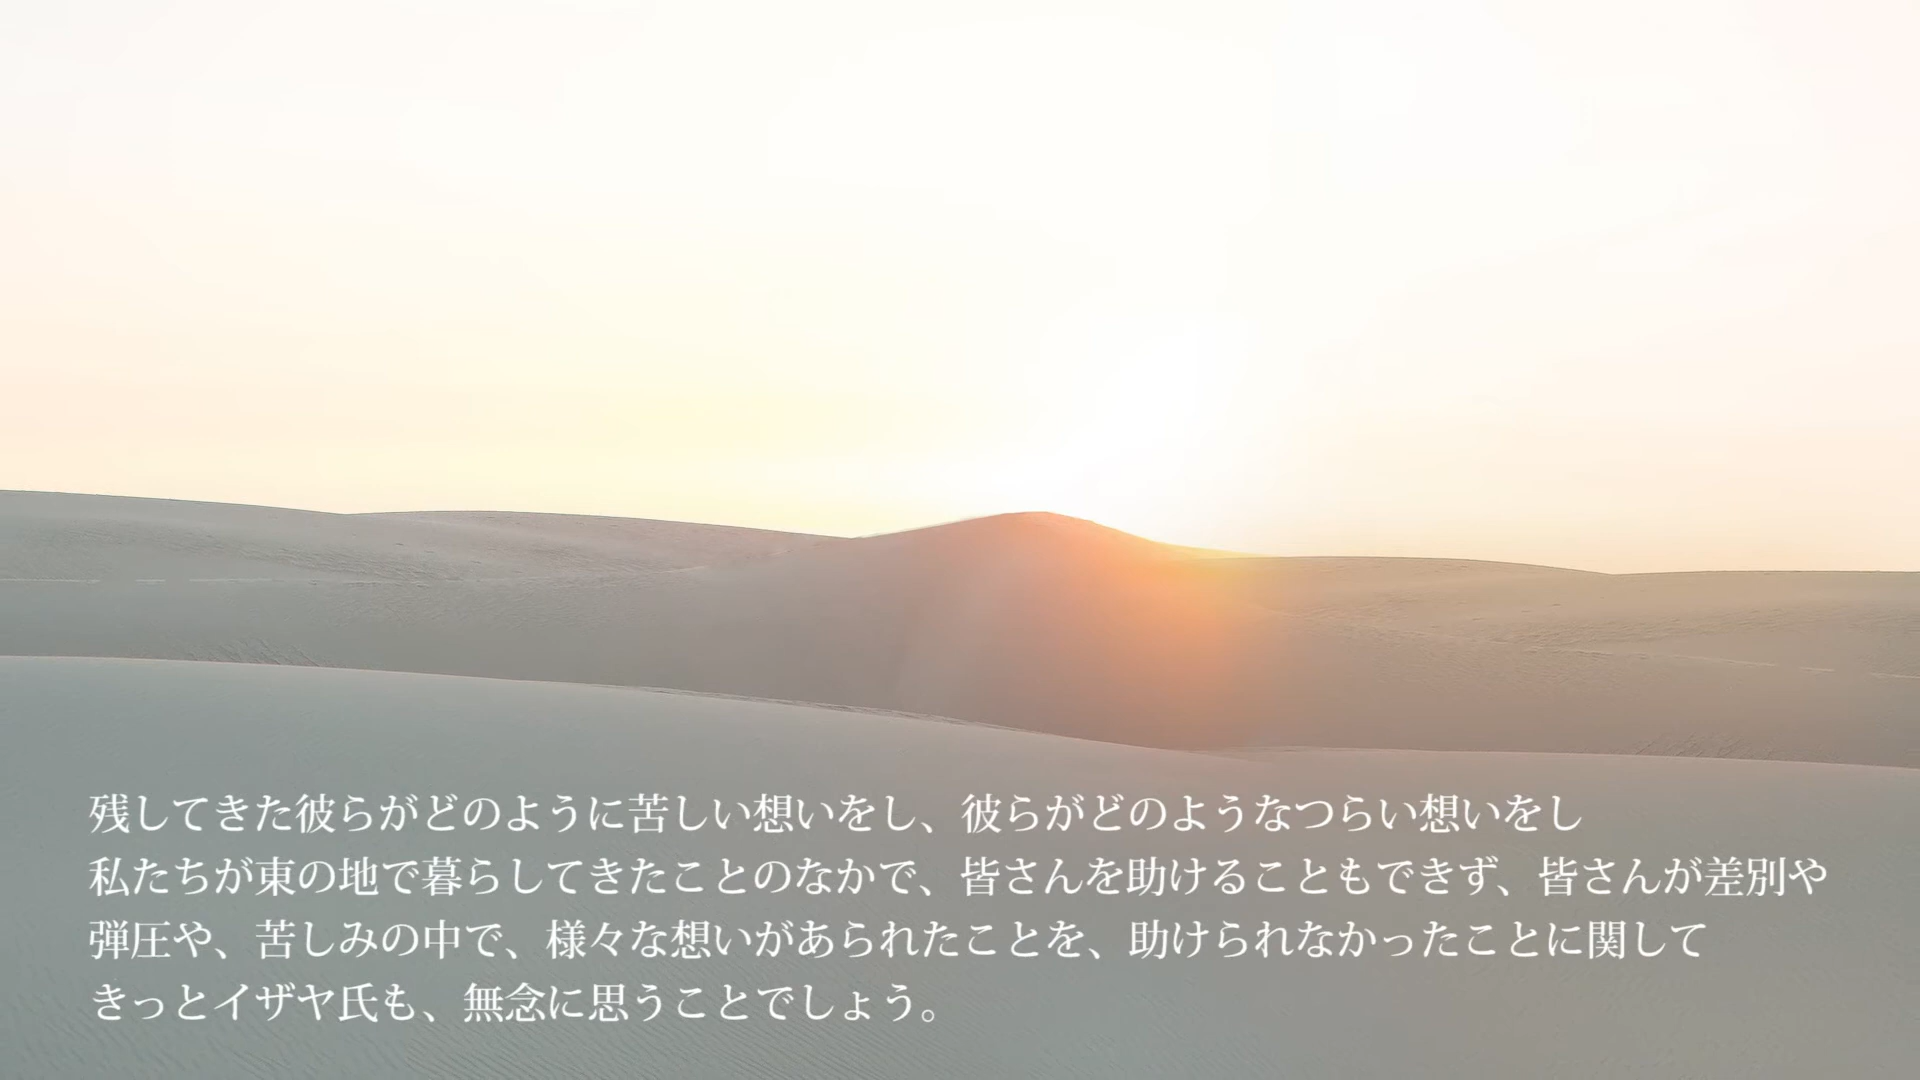 残してきた彼らがどのように苦しい想いをし、彼らがどのようなつらい想いをし
私たちが東の地で暮らしてきたことのなかで、皆さんを助けることもできず、皆さんが差別や
弾圧や、苦しみの中で、様々な想いがあられたことを、助けられなかったことに関して
きっとイザヤ氏も、無念に思うことでしょう。